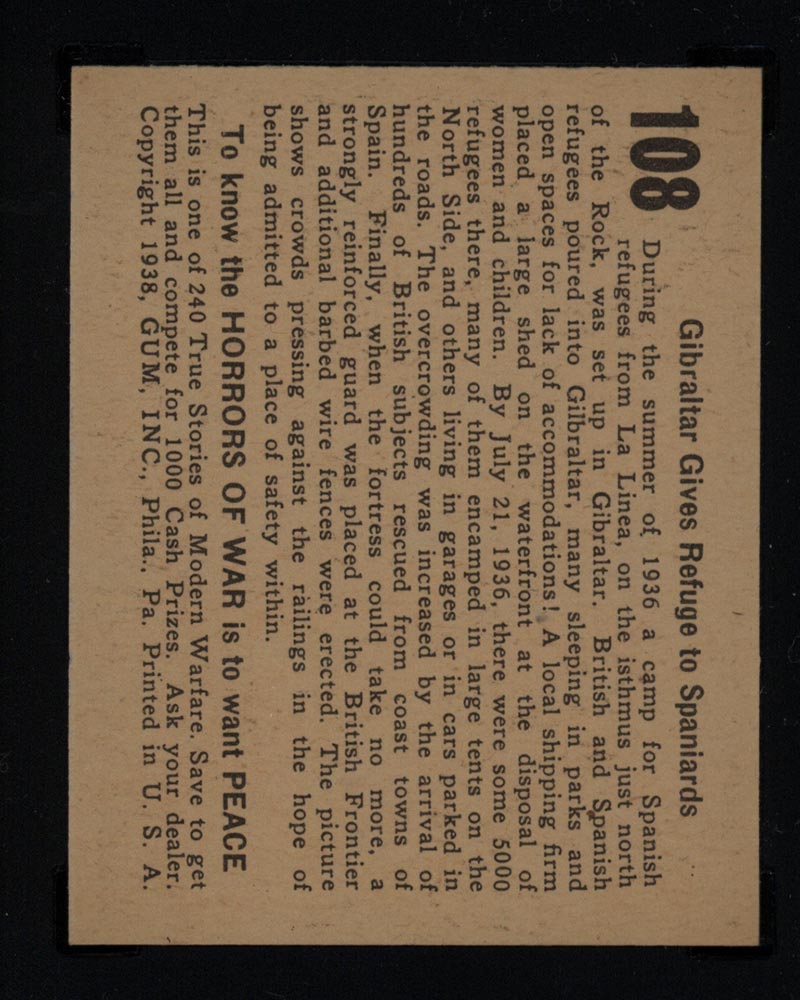 Gibraltar Gives Refuge to Spaniards
108 During the summer of 1936 a camp for Spanish
refugees from La Linea, on the isthmus just north
of the Rock, was set up in Gibraltar. British and Spanish
refugees poured into Gilbraltar, many sleeping in parks and
open spaces for lack of accommodations! A local shipping firm
placed a large shed on the waterfront at the disposal of
women and children. By July 21, 1936, there were some 5000
refugees there, many of them encamped in large tents on the
North Side, and others living in garages or in cars parked in
the roads. The overcrowding was increased by the arrival of
hundreds of British subjects rescued from coast towns of
Spain. Finally, when the fortress could take no more, a
strongly reinforced guard was placed at the British Frontier
and additional barbed wire fences were erected. The picture
shows crowds pressing against the railings in the hope of
being admitted to a place of safety within.
To know the HORRORS OF WAR is to want PEACE
This is one of 240 True Stories of Modern Warfare. Save to get
them all and compete for 1000 Cash Prizes. Ask your dealer.
Copyright 1938, GUM, INC., Phila., Pa. Printed in U. S. A.